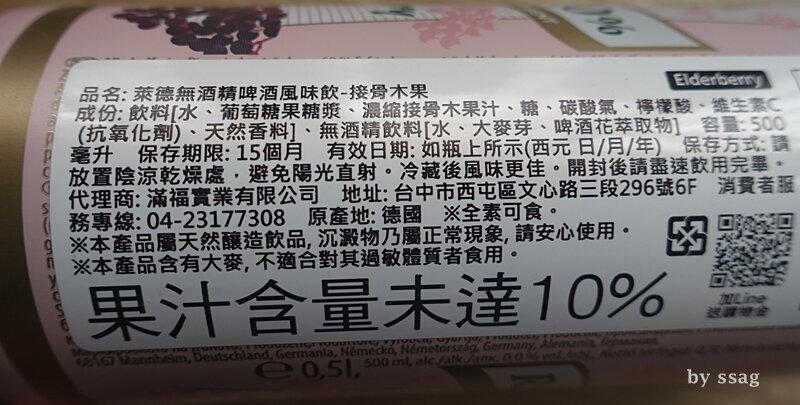 Elderberry
品名: 萊德無酒精啤酒風味飲-接骨木果
成份: 飲料[水、葡萄糖果糖漿、濃縮接骨木果汁、糖、碳酸氣、檸檬酸、維生素C
(抗氧化劑)、天然香料]、無酒精飲料[水、大麥芽、啤酒花萃取物] 容量: 500
毫升 保存期限: 15個月 有效日期: 如瓶上所示(西元 日/月/年) 保存方式: 請
放置陰涼乾燥處，避免陽光直射。冷藏後風味更佳。開封後請盡速飲用完畢。
代理商: 滿福實業有限公司 地址: 台中市西屯區文心路三段296號6F 消費者服
務專線: 04-23177308 原產地: 德國 ※全素可食。
※本產品屬天然釀造飲品, 沉澱物乃屬正常現象, 請安心使用。
※本產品含有大麥, 不適合對其過敏體質者食用。
果汁含量未達10%
加Line
送購物金
68167 Mannheim, Deutschland, Germany, Germania, Německo, Németország, Germany, Alemania, Германия.
℮ 0,5l, 500 ml, alc./alk./алк. 0,0 % vol./obj.
by ssag